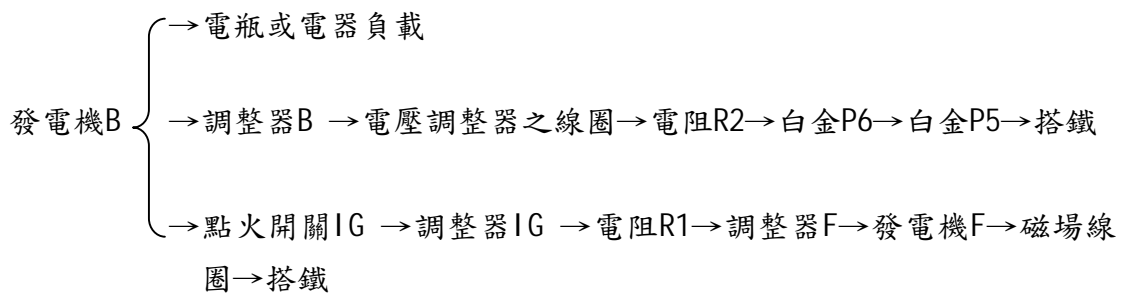 →電瓶或電器負載
發電機B →調整器B →電壓調整器之線圈→電阻R2→白金P6→白金P5→搭鐵
→點火開關IG →調整器IG →電阻R1→調整器F→發電機F→磁場線
圈→搭鐵